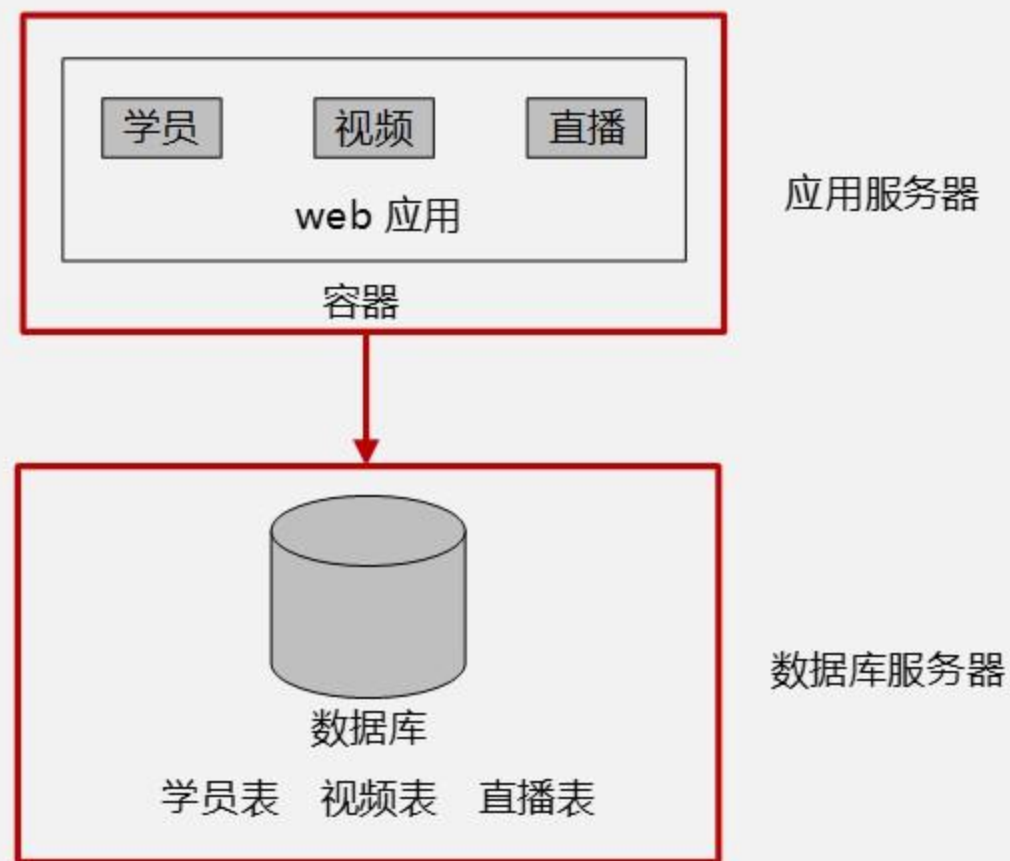 学员 视频 直播
web 应用
应用服务器
容器
数据库服务器
数据库
学员表 视频表 直播表